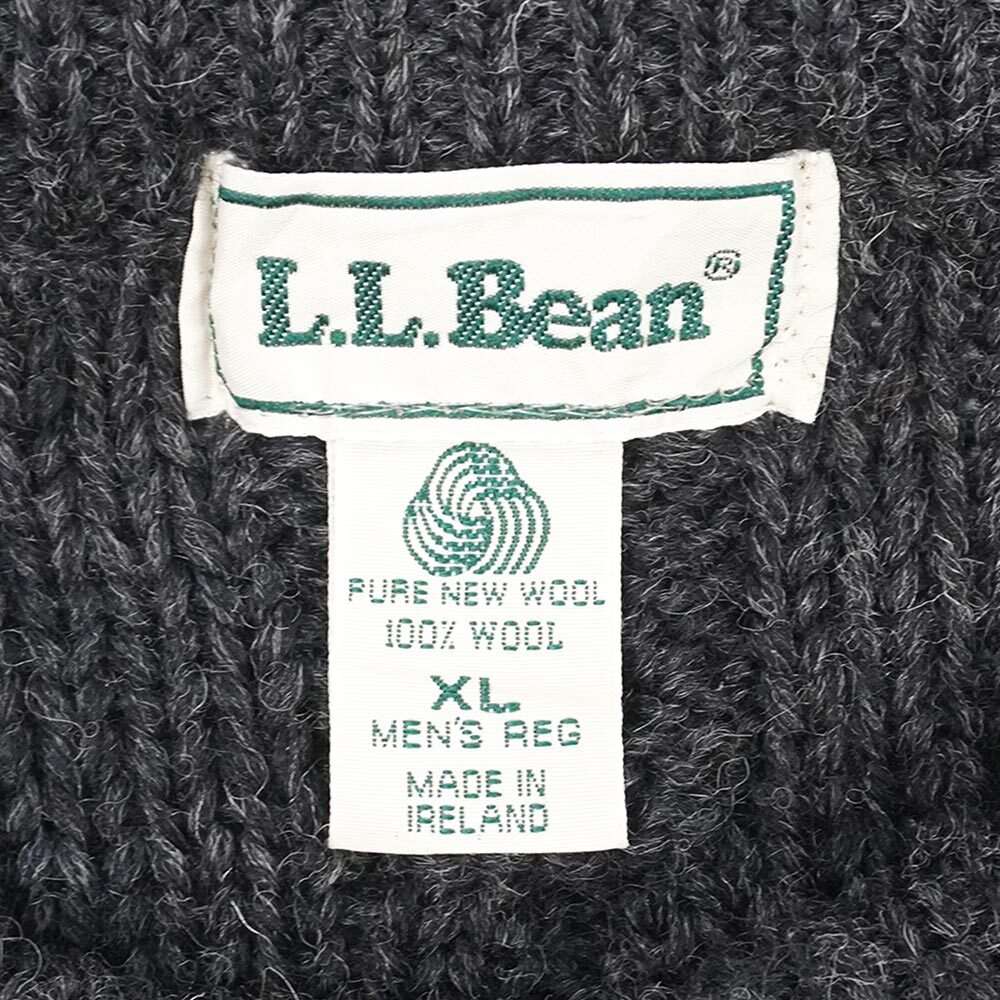 L.L.Bean®
PURE NEW WOOL
100% WOOL
XL
MEN'S REG
MADE IN
IRELAND